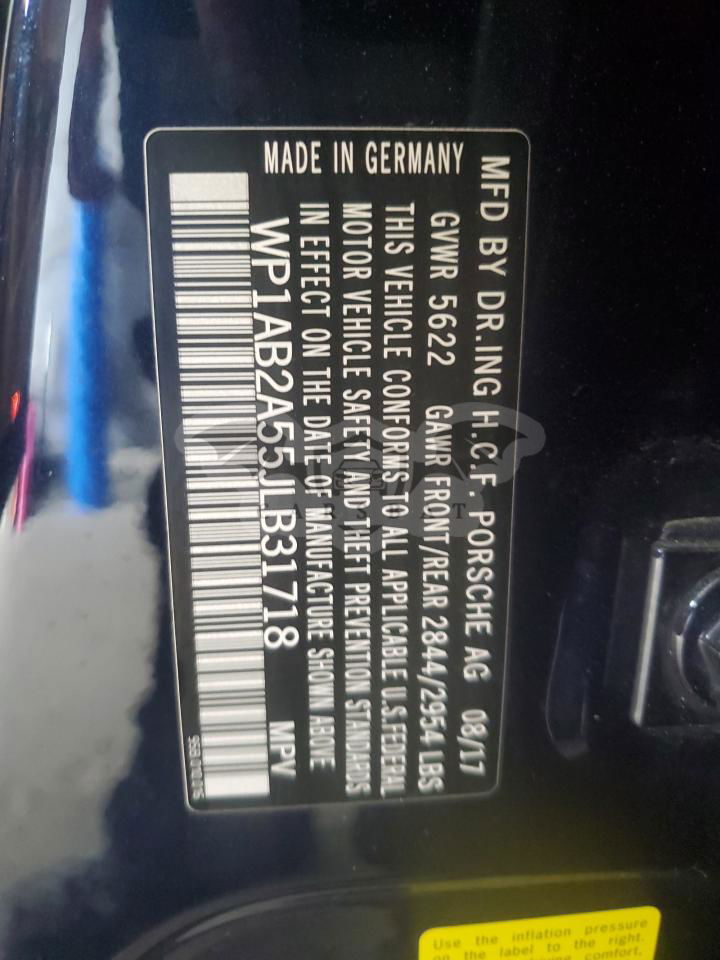 MFD BY DR.ING H.C.F. PORSCHE AG 08/17
GVWR 5622 GAWR FRONT/REAR 2844/2954 LBS
THIS VEHICLE CONFORMS TO ALL APPLICABLE U.S.FEDERAL
MOTOR VEHICLE SAFETY AND THEFT PREVENTION STANDARDS
IN EFFECT ON THE DATE OF MANUFACTURE SHOWN ABOVE
MADE IN GERMANY
WP1AB2A55JLB31718 MPV
Use the inflation pressure
on the label to the right.
comfort,